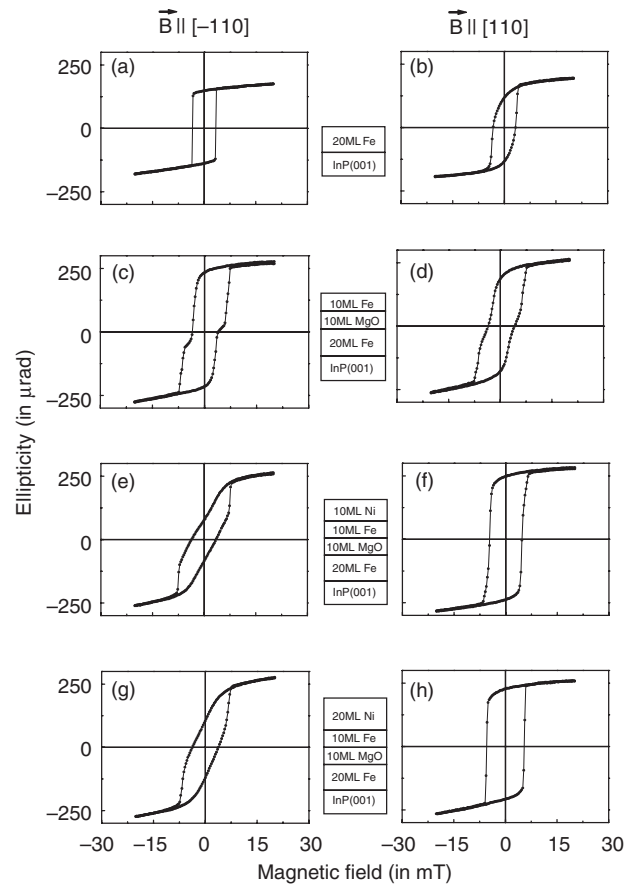 B || [−110]
B || [110]
(a)
(b)
250
0
−250
20ML Fe
InP(001)
(c)
(d)
250
0
−250
10ML Fe
10ML MgO
20ML Fe
InP(001)
(e)
(f)
250
0
−250
10ML Ni
10ML Fe
10ML MgO
20ML Fe
InP(001)
(g)
(h)
250
0
−250
20ML Ni
10ML Fe
10ML MgO
20ML Fe
InP(001)
−30 −15 0 15 30
−30 −15 0 15 30
Ellipticity (in μrad)
Magnetic field (in mT)